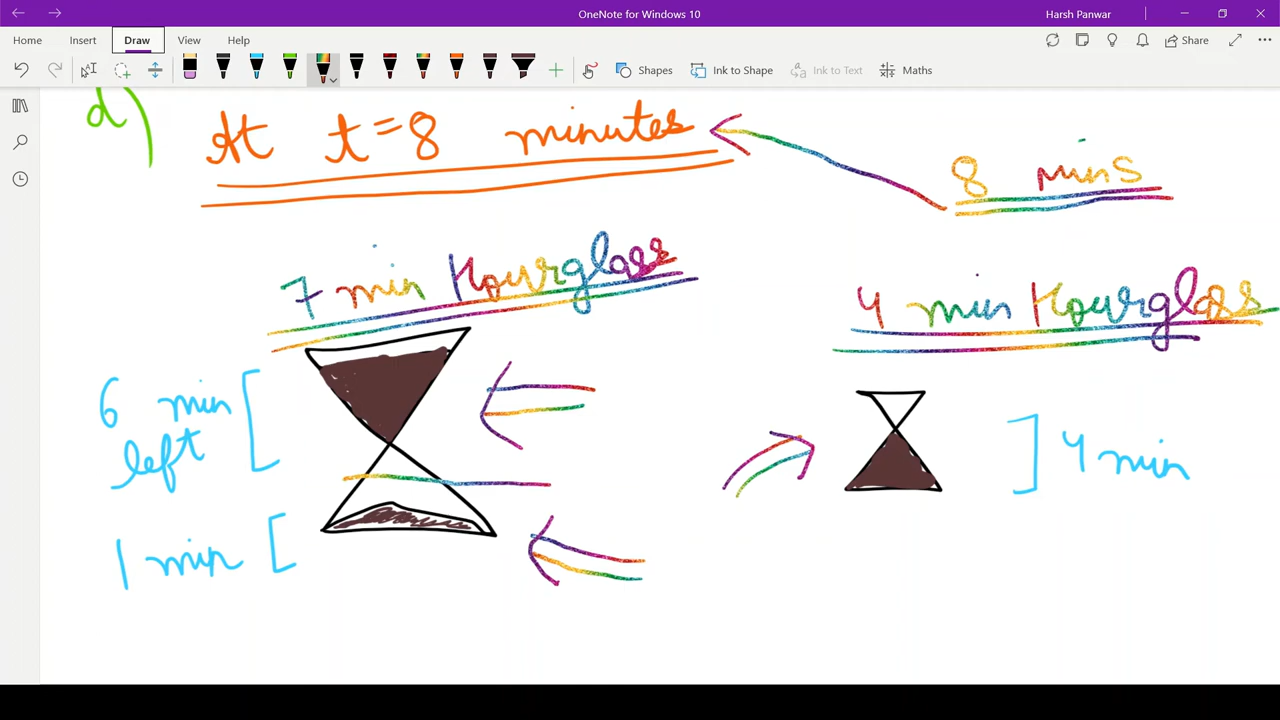 OneNote for Windows 10
Harsh Panwar
Home Insert Draw View Help
Share
Shapes Ink to Shape Ink to Text Maths
d) At t=8 minutes
8 mins
7 min Hourglass
4 min Hourglass
6 min
left
4 min
1 min